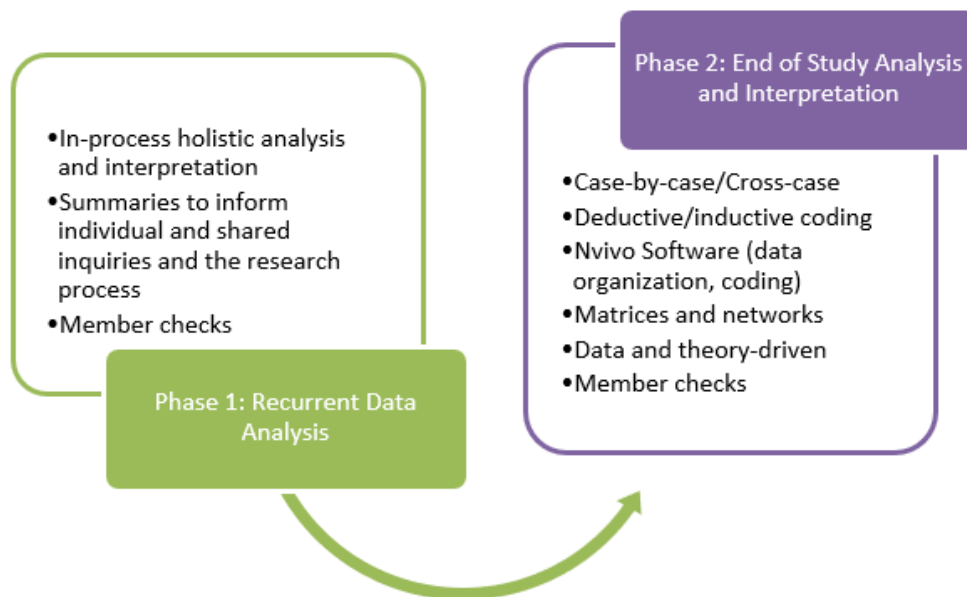 •In-process holistic analysis
and interpretation
•Summaries to inform
individual and shared
inquiries and the research
process
•Member checks
Phase 1: Recurrent Data
Analysis
Phase 2: End of Study Analysis
and Interpretation
•Case-by-case/Cross-case
•Deductive/inductive coding
•Nvivo Software (data
organization, coding)
•Matrices and networks
•Data and theory-driven
•Member checks